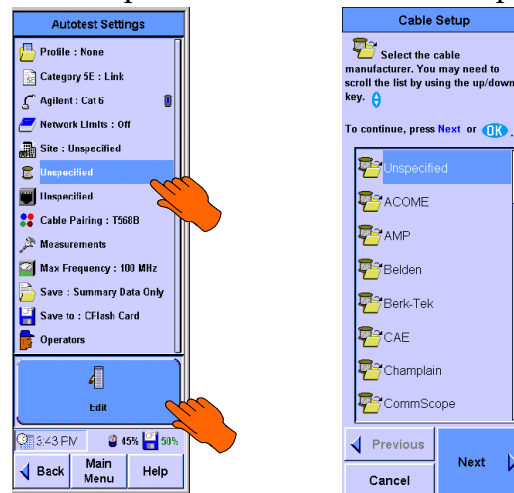 Autotest Settings
Profile : None
Category 5E : Link
Agilent : Cat 6
Network Limits : Off
Site : Unspecified
Unspecified
Unspecified
Cable Pairing : T568B
Measurements
Max Frequency : 100 MHz
Save : Summary Data Only
Save to : CFlash Card
Operators
Edit
3:43 PM 45% 50%
Back Main Menu Help
Cable Setup
Select the cable
manufacturer. You may need to
scroll the list by using the up/down
key.
To continue, press Next or OK .
Unspecified
ACOME
AMP
Belden
Berk-Tek
CAE
Champlain
CommScope
Previous
Next
Cancel